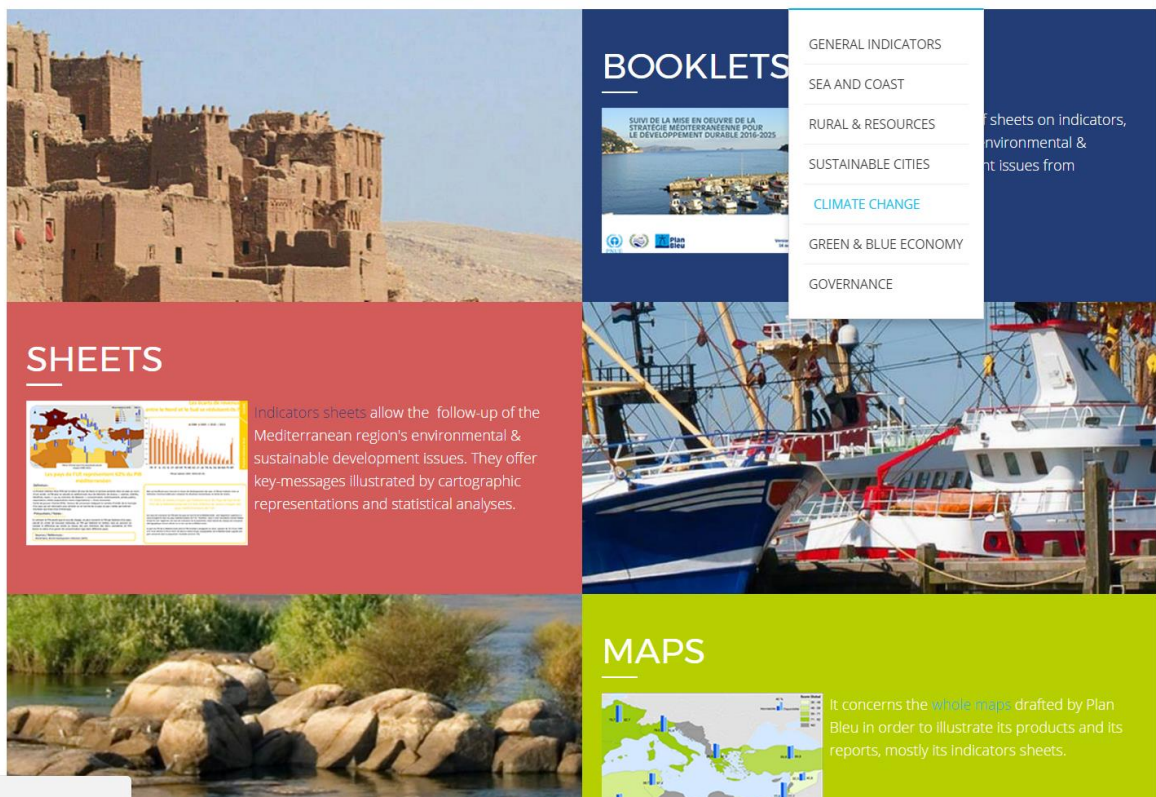 BOOKLETS
SUIVI DE LA MISE EN OEUVRE DE LA
STRATÉGIE MÉDITERRANÉENNE POUR
LE DÉVELOPPEMENT DURABLE 2016-2025
Plan
Bleu
GENERAL INDICATORS
SEA AND COAST
RURAL & RESOURCES
SUSTAINABLE CITIES
CLIMATE CHANGE
GREEN & BLUE ECONOMY
GOVERNANCE
sheets on indicators,
environmental &
issues from
K
SHEETS
Indicators sheets allow the follow-up of the
Mediterranean region's environmental &
sustainable development issues. They offer
key-messages illustrated by cartographic
representations and statistical analyses.
MAPS
It concerns the whole maps drafted by Plan
Bleu in order to illustrate its products and its
reports, mostly its indicators sheets.